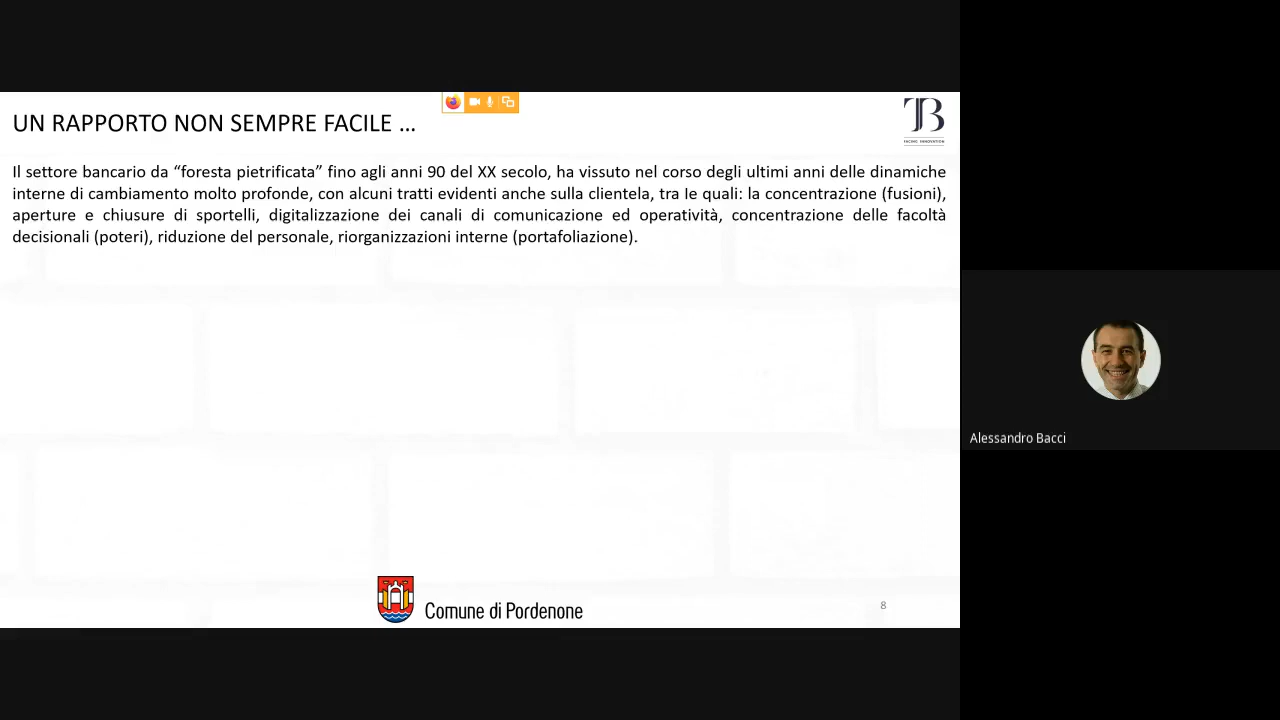 UN RAPPORTO NON SEMPRE FACILE ...
TB
FACING INNOVATION
Il settore bancario da “foresta pietrificata” fino agli anni 90 del XX secolo, ha vissuto nel corso degli ultimi anni delle dinamiche
interne di cambiamento molto profonde, con alcuni tratti evidenti anche sulla clientela, tra le quali: la concentrazione (fusioni),
aperture e chiusure di sportelli, digitalizzazione dei canali di comunicazione ed operatività, concentrazione delle facoltà
decisionali (poteri), riduzione del personale, riorganizzazioni interne (portafoliazione).
Alessandro Bacci
Comune di Pordenone
8